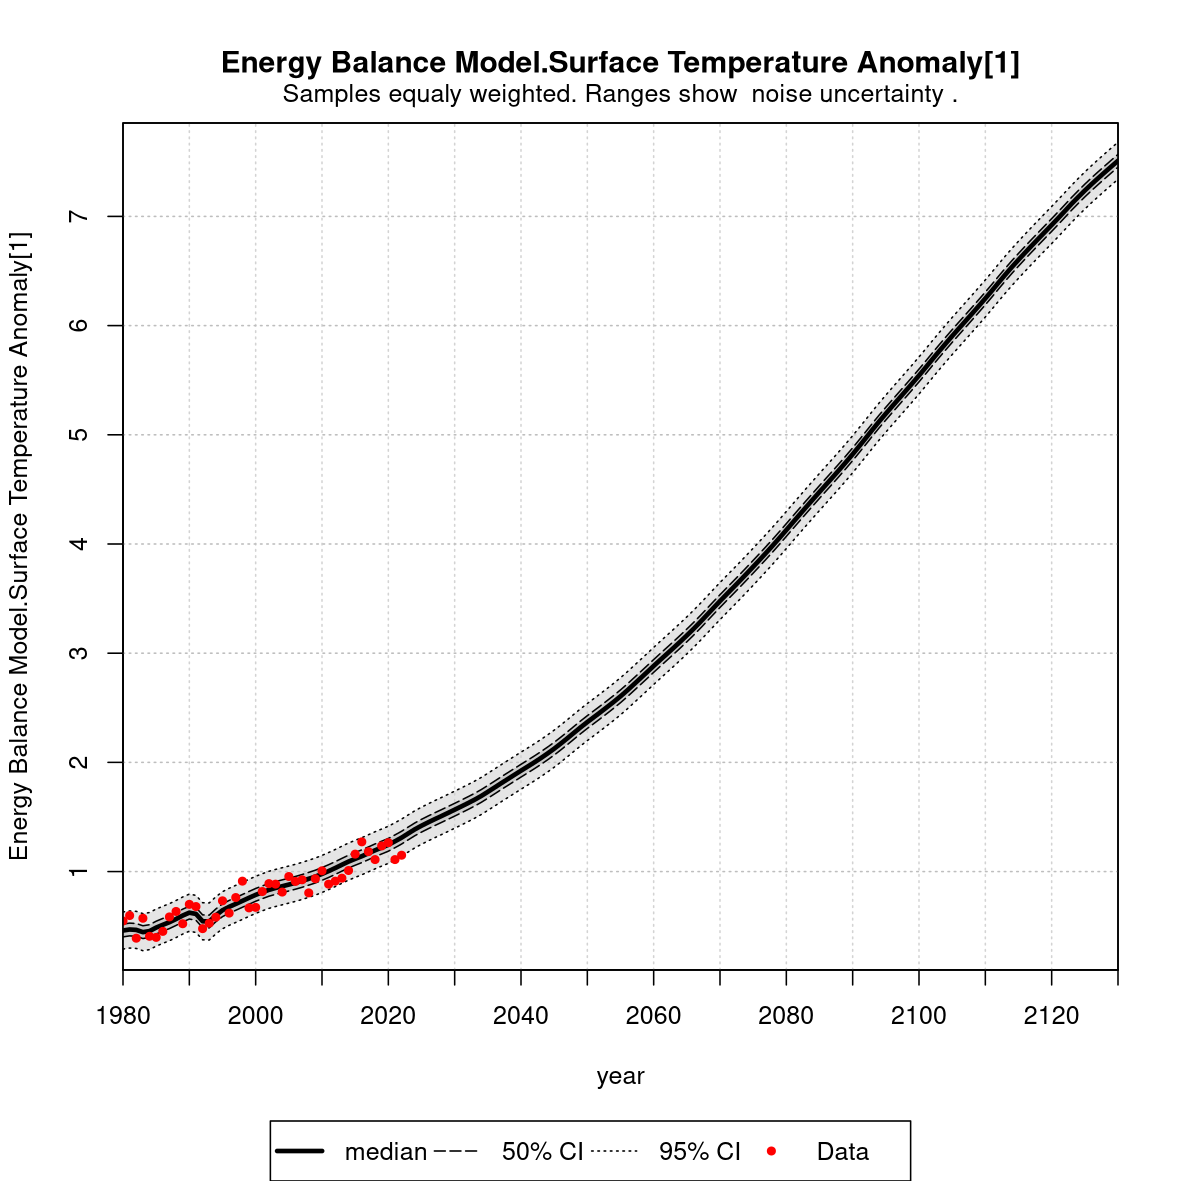 Energy Balance Model.Surface Temperature Anomaly[1]
Samples equaly weighted. Ranges show  noise uncertainty .
Energy Balance Model.Surface Temperature Anomaly[1]
7
6
5
4
3
2
1
1980 2000 2020 2040 2060 2080 2100 2120
year
median 50% CI 95% CI Data